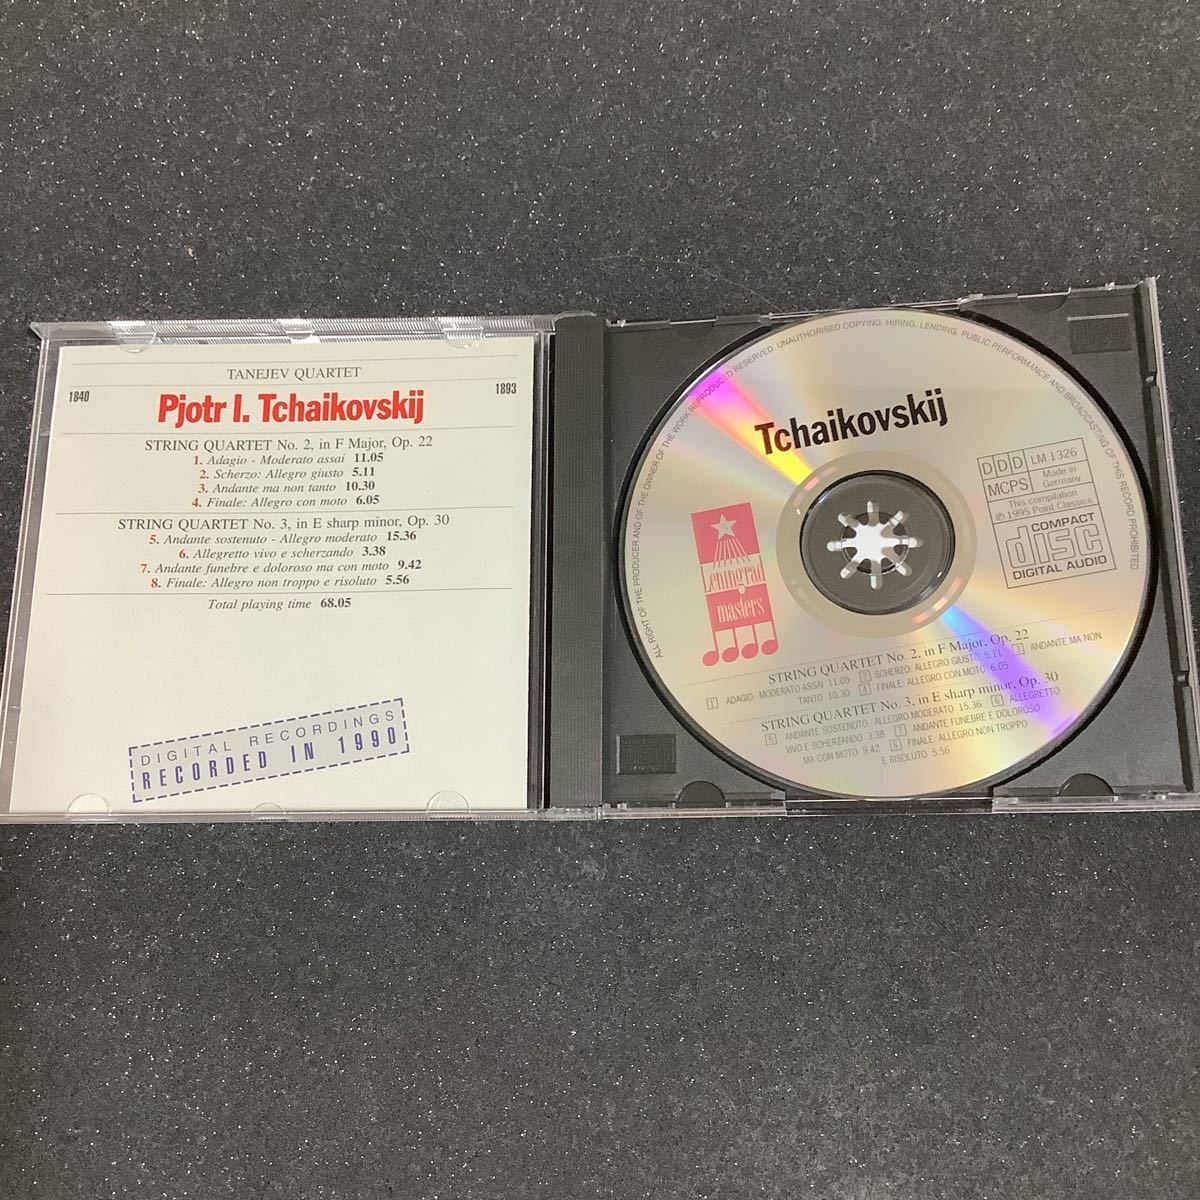 TANEJEV QUARTET
1840
1893
Pjotr I. Tchaikovskij
STRING QUARTET No. 2, in F Major, Op. 22
1. Adagio - Moderato assai 11.05
2. Scherzo: Allegro giusto 5.11
3. Andante ma non tanto 10.30
4. Finale: Allegro con moto 6.05
STRING QUARTET No. 3, in E sharp minor, Op. 30
5. Andante sostenuto - Allegro moderato 15.36
6. Allegretto vivo e scherzando 3.38
7. Andante funebre e doloroso ma con moto 9.42
8. Finale: Allegro non troppo e risoluto 5.56
Total playing time 68.05
DIGITAL RECORDINGS
RECORDED IN 1990
ALL RIGHT OF THE PRODUCER AND OF THE OWNER OF THE WORK REPRODUCED RESERVED. UNAUTHORISED COPYING, HIRING, LENDING, PUBLIC PERFORMANCE AND BROADCASTING OF THIS RECORD PROHIBITED
Tchaikovskij
DDD LM 1326
MCPS Made in
Germany
This compilation
℗ 1995 Point Classics
COMPACT
disc
DIGITAL AUDIO
Leningrad
masters
STRING QUARTET No. 2, in F Major, Op. 22
1 ADAGIO MODERATO ASSAI 11.05 2 SCHERZO: ALLEGRO GIUSTO 5.11 3 ANDANTE MA NON
TANTO 10.30 4 FINALE: ALLEGRO CON MOTO 6.05
STRING QUARTET No. 3, in E sharp minor, Op. 30
5 ANDANTE SOSTENUTO - ALLEGRO MODERATO 15.36 6 ALLEGRETTO
VIVO E SCHERZANDO 3.38 7 ANDANTE FUNEBRE E DOLOROSO
MA CON MOTO 9.42 8 FINALE: ALLEGRO NON TROPPO
E RISOLUTO 5.56